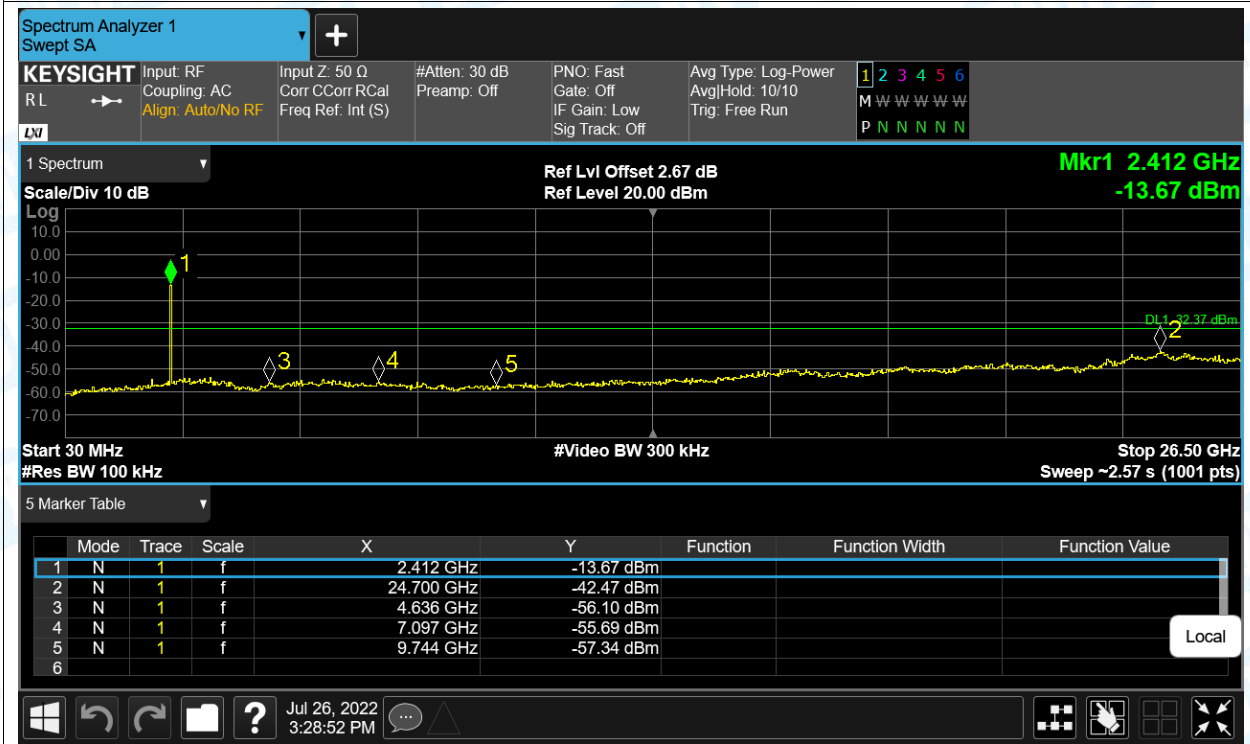 Spectrum Analyzer 1
Swept SA
+
KEYSIGHT
R L
LXI
Input: RF
Coupling: AC
Align: Auto/No RF
Input Z: 50 Ω
Corr CCorr RCal
Freq Ref: Int (S)
#Atten: 30 dB
Preamp: Off
PNO: Fast
Gate: Off
IF Gain: Low
Sig Track: Off
Avg Type: Log-Power
Avg|Hold: 10/10
Trig: Free Run
1 2 3 4 5 6
M W W W W W
P N N N N N
1 Spectrum
Scale/Div 10 dB
Ref Lvl Offset 2.67 dB
Ref Level 20.00 dBm
Mkr1 2.412 GHz
-13.67 dBm
Log
10.0
0.00
-10.0
-20.0
-30.0
-40.0
-50.0
-60.0
-70.0
1
3
4
5
2
DL1 -32.37 dBm
Start 30 MHz
#Res BW 100 kHz
#Video BW 300 kHz
Stop 26.50 GHz
Sweep ~2.57 s (1001 pts)
5 Marker Table
Mode Trace Scale X Y Function Function Width Function Value
1 N 1 f 2.412 GHz -13.67 dBm
2 N 1 f 24.700 GHz -42.47 dBm
3 N 1 f 4.636 GHz -56.10 dBm
4 N 1 f 7.097 GHz -55.69 dBm
5 N 1 f 9.744 GHz -57.34 dBm
6
Local
?
Jul 26, 2022
3:28:52 PM